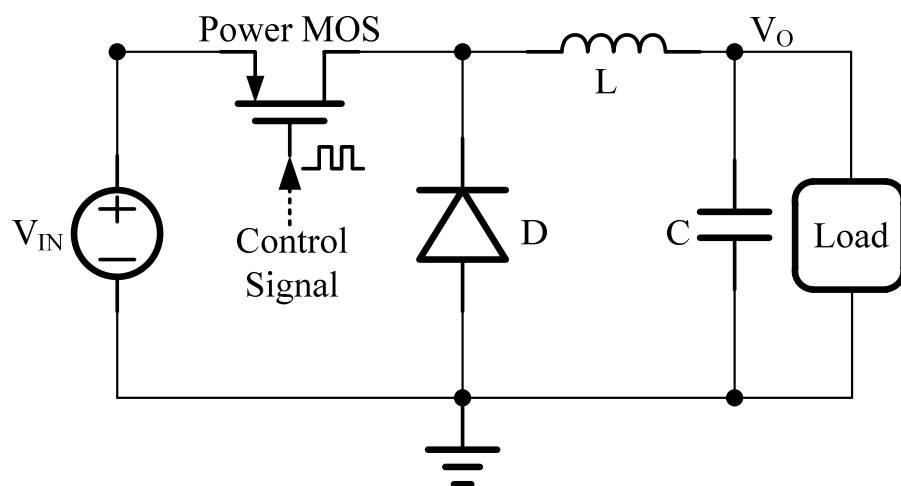 Power MOS
V_O
L
V_IN
Control
Signal
D
C
Load